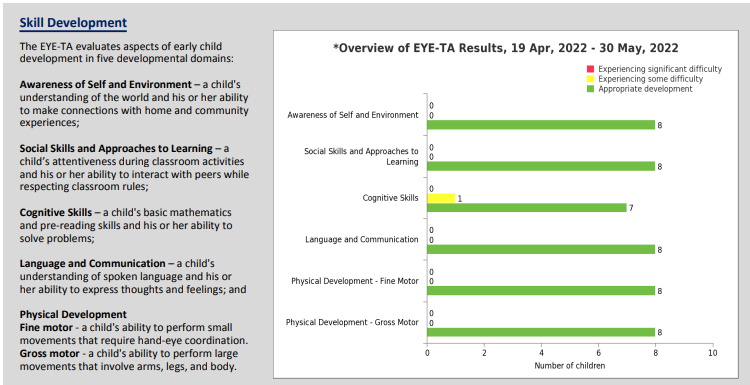 Skill Development
The EYE-TA evaluates aspects of early child
development in five developmental domains:
Awareness of Self and Environment – a child's
understanding of the world and his or her ability
to make connections with home and community
experiences;
Social Skills and Approaches to Learning – a
child's attentiveness during classroom activities
and his or her ability to interact with peers while
respecting classroom rules;
Cognitive Skills – a child's basic mathematics
and pre-reading skills and his or her ability to
solve problems;
Language and Communication – a child's
understanding of spoken language and his or
her ability to express thoughts and feelings; and
Physical Development
Fine motor - a child's ability to perform small
movements that require hand-eye coordination.
Gross motor - a child's ability to perform large
movements that involve arms, legs, and body.
*Overview of EYE-TA Results, 19 Apr, 2022 - 30 May, 2022
Experiencing significant difficulty
Experiencing some difficulty
Appropriate development
Awareness of Self and Environment
0
0
8
Social Skills and Approaches to
Learning
0
0
8
Cognitive Skills
0
1
7
Language and Communication
0
0
8
Physical Development - Fine Motor
0
0
8
Physical Development - Gross Motor
0
0
8
0 2 4 6 8 10
Number of children